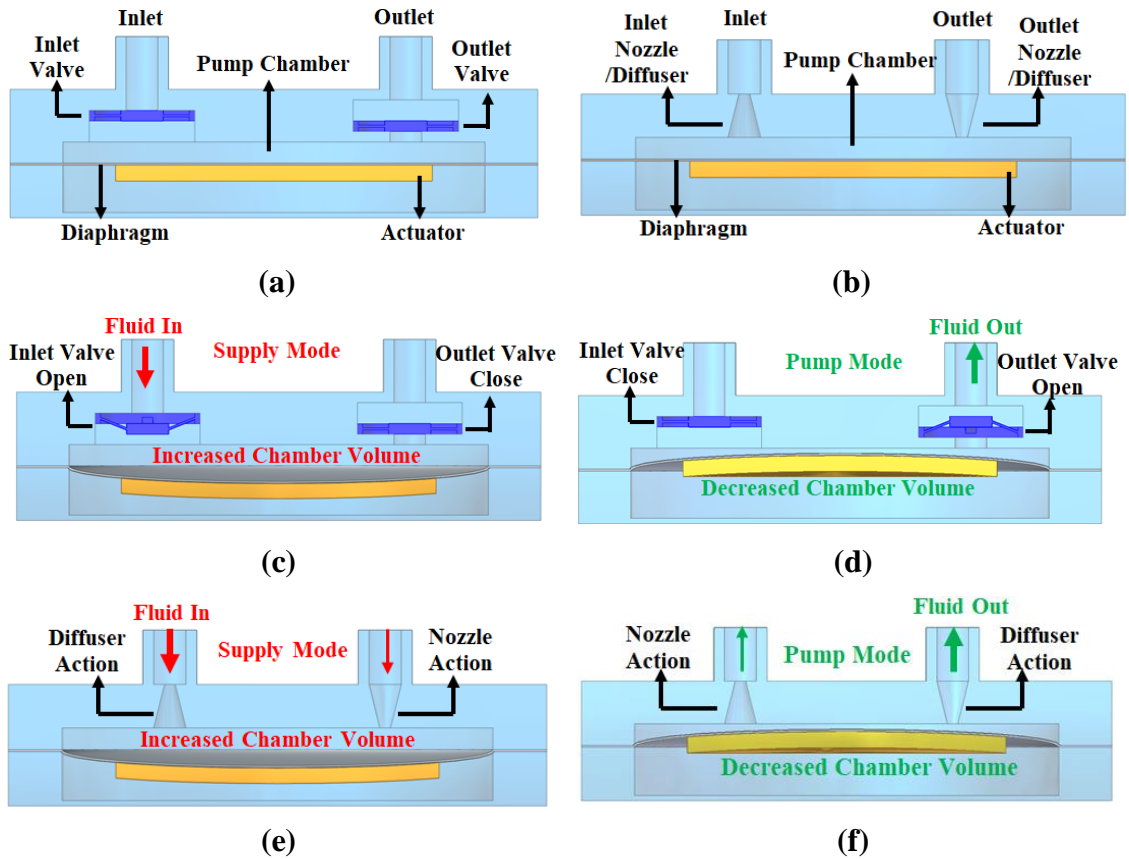 Inlet
Outlet
Inlet
Valve
Pump Chamber
Outlet
Valve
Diaphragm
Actuator
(a)
Inlet
Outlet
Inlet
Nozzle
/Diffuser
Pump Chamber
Outlet
Nozzle
/Diffuser
Diaphragm
Actuator
(b)
Fluid In
Supply Mode
Inlet Valve
Open
Outlet Valve
Close
Increased Chamber Volume
(c)
Fluid Out
Pump Mode
Inlet Valve
Close
Outlet Valve
Open
Decreased Chamber Volume
(d)
Fluid In
Supply Mode
Diffuser
Action
Nozzle
Action
Increased Chamber Volume
(e)
Fluid Out
Pump Mode
Nozzle
Action
Diffuser
Action
Decreased Chamber Volume
(f)